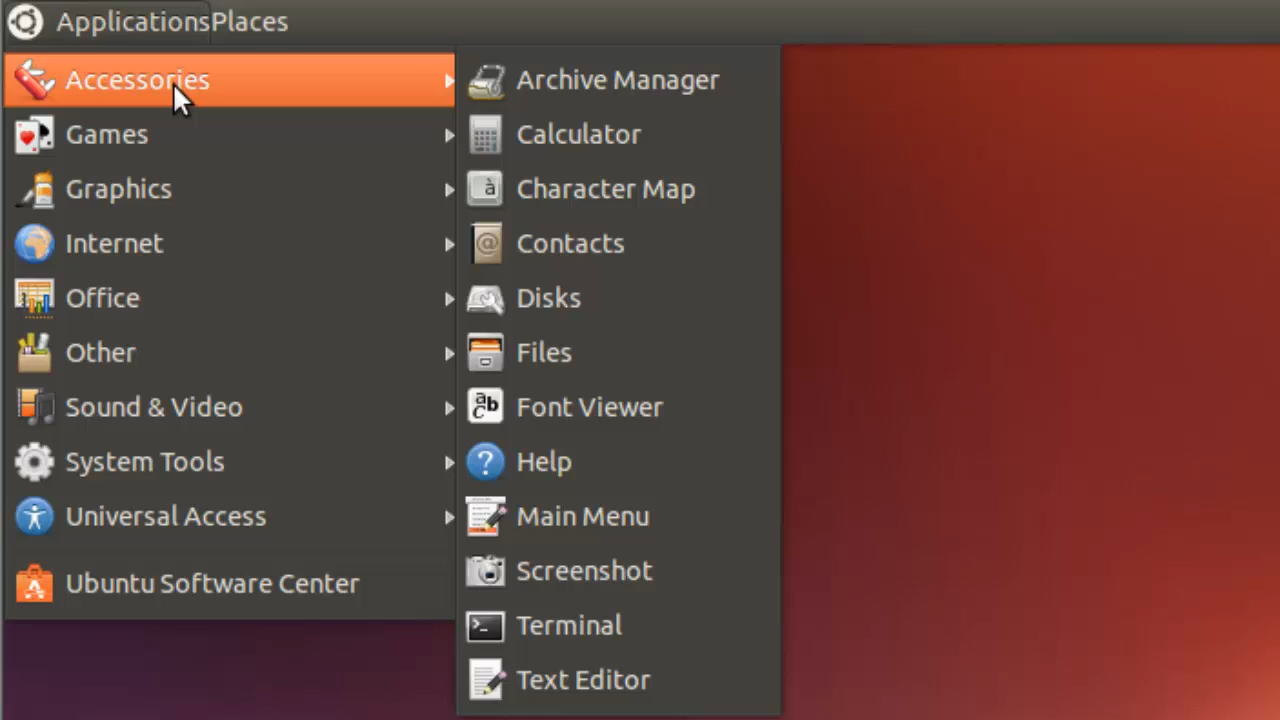 ApplicationsPlaces
Accessories
Games
Graphics
Internet
Office
Other
Sound & Video
System Tools
Universal Access
Ubuntu Software Center
Archive Manager
Calculator
Character Map
Contacts
Disks
Files
Font Viewer
Help
Main Menu
Screenshot
Terminal
Text Editor